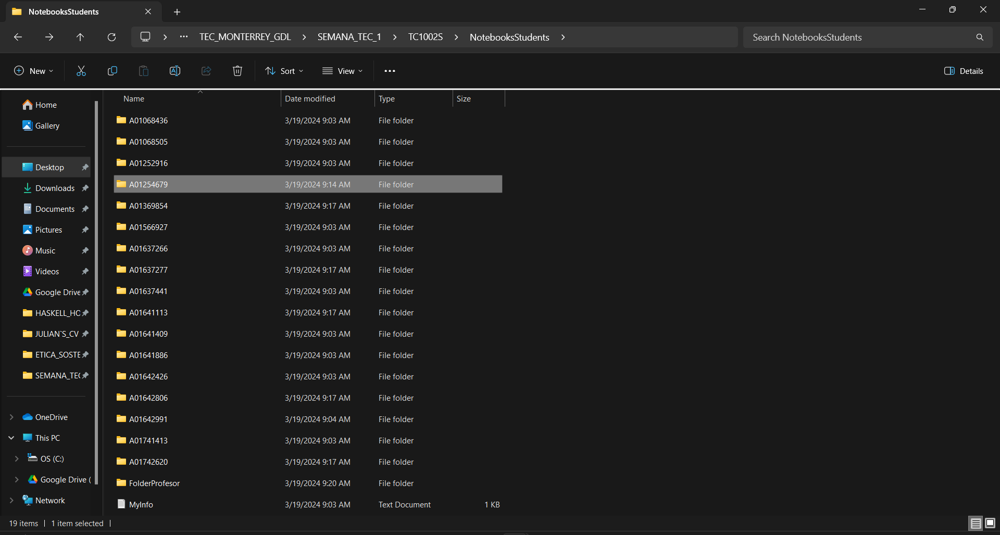 NotebooksStudents
TEC_MONTERREY_GDL > SEMANA_TEC_1 > TC1002S > NotebooksStudents >
Search NotebooksStudents
New
Sort
View
Details
Name Date modified Type Size
Home
Gallery
Desktop
Downloads
Documents
Pictures
Music
Videos
Google Drive
HASKELL_HO
JULIAN`S_CV
ETICA_SOSTE
SEMANA_TEC
OneDrive
This PC
OS (C:)
Google Drive (
Network
A01068436 3/19/2024 9:03 AM File folder
A01068505 3/19/2024 9:03 AM File folder
A01252916 3/19/2024 9:03 AM File folder
A01254679 3/19/2024 9:14 AM File folder
A01369854 3/19/2024 9:17 AM File folder
A01566927 3/19/2024 9:03 AM File folder
A01637266 3/19/2024 9:03 AM File folder
A01637277 3/19/2024 9:17 AM File folder
A01637441 3/19/2024 9:03 AM File folder
A01641113 3/19/2024 9:17 AM File folder
A01641409 3/19/2024 9:03 AM File folder
A01641886 3/19/2024 9:03 AM File folder
A01642426 3/19/2024 9:03 AM File folder
A01642806 3/19/2024 9:17 AM File folder
A01642991 3/19/2024 9:04 AM File folder
A01741413 3/19/2024 9:03 AM File folder
A01742620 3/19/2024 9:17 AM File folder
FolderProfesor 3/19/2024 9:20 AM File folder
MyInfo 3/19/2024 9:03 AM Text Document 1 KB
19 items | 1 item selected |